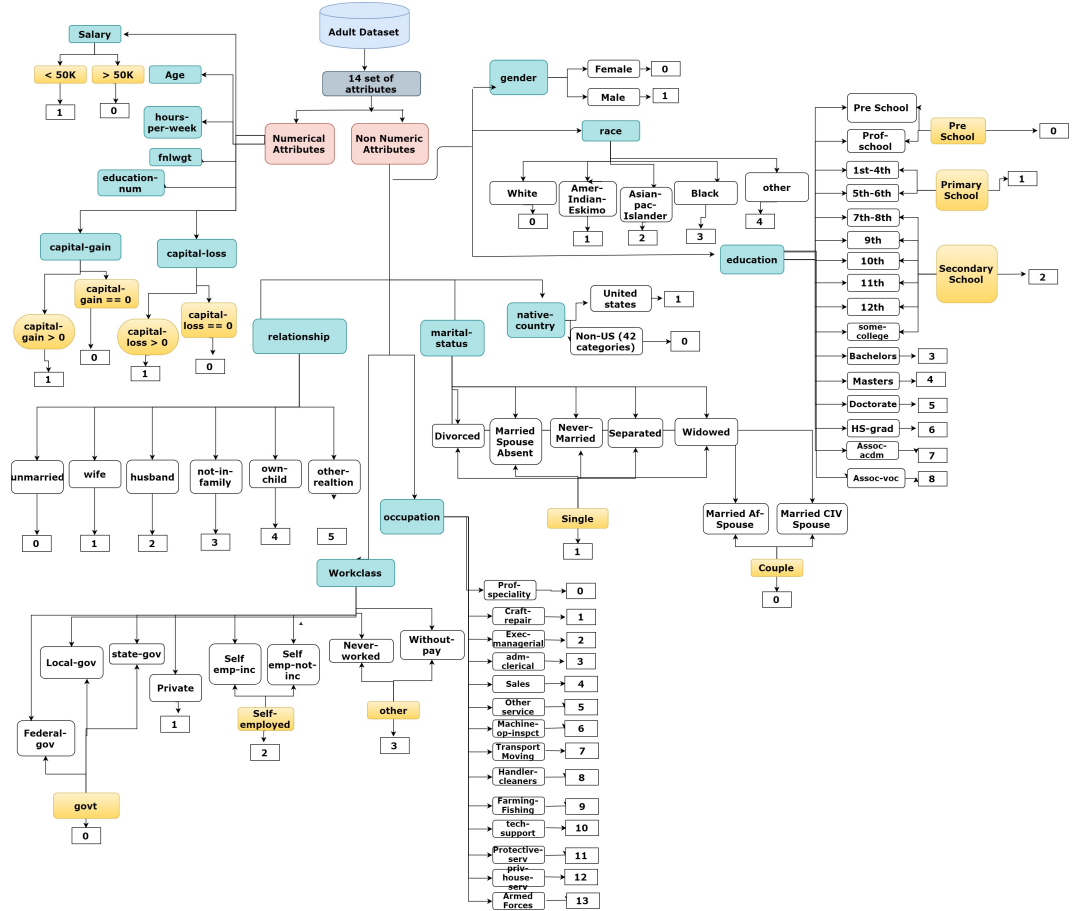 Adult Dataset
14 set of
attributes
Numerical
Attributes
Non Numeric
Attributes
Salary
< 50K
> 50K
1
0
Age
hours-
per-week
fnlwgt
education-
num
capital-gain
capital-loss
capital-
gain == 0
capital-
gain > 0
0
1
capital-
loss == 0
capital-
loss > 0
0
1
gender
Female
0
Male
1
race
White
Amer-
Indian-
Eskimo
Asian-
pac-
Islander
Black
other
0
1
2
3
4
education
Pre School
Prof-
school
1st-4th
5th-6th
7th-8th
9th
10th
11th
12th
some-
college
Bachelors
3
Masters
4
Doctorate
5
HS-grad
6
Assoc-
acdm
7
Assoc-voc
8
Pre
School
0
Primary
School
1
Secondary
School
2
relationship
unmarried
wife
husband
not-in-
family
own-
child
other-
realtion
0
1
2
3
4
5
marital-
status
native-
country
United
states
1
Non-US (42
categories)
0
Divorced
Married
Spouse
Absent
Never-
Married
Separated
Widowed
Single
1
Married Af-
Spouse
Married CIV
Spouse
Couple
0
occupation
Prof-
speciality
0
Craft-
repair
1
Exec-
managerial
2
adm-
clerical
3
Sales
4
Other
service
5
Machine-
op-inspct
6
Transport
Moving
7
Handler-
cleaners
8
Farming-
Fishing
9
tech-
support
10
Protective-
serv
11
priv-
house-
serv
12
Armed
Forces
13
Workclass
Local-gov
state-gov
Private
1
Self
emp-inc
Self
emp-not-
inc
Never-
worked
Without-
pay
Self-
employed
2
other
3
Federal-
gov
govt
0